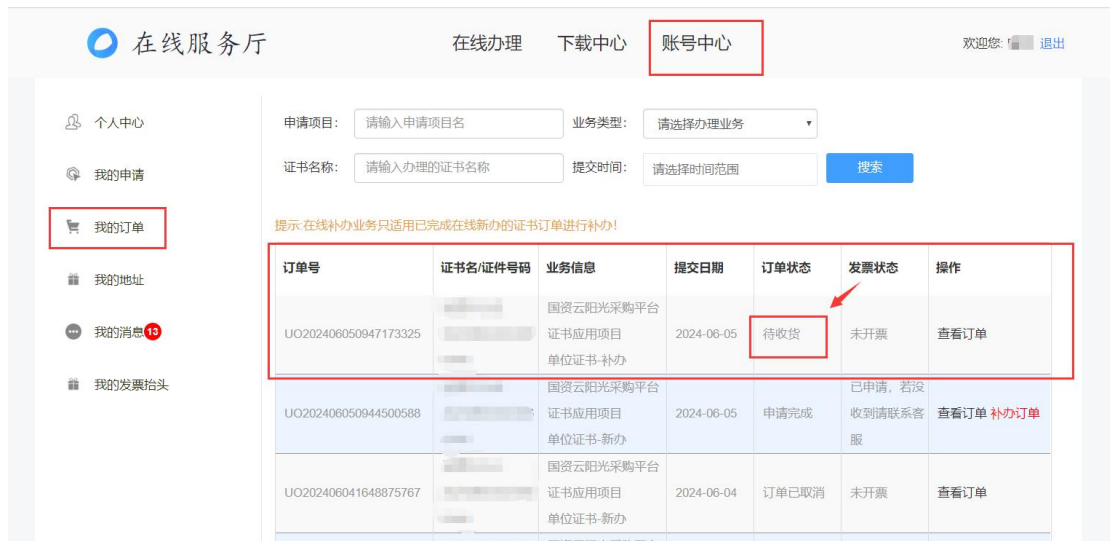 在线服务厅
在线办理 下载中心 账号中心
欢迎您: 退出
个人中心
我的申请
我的订单
我的地址
我的消息 13
我的发票抬头
申请项目： 请输入申请项目名 业务类型： 请选择办理业务
证书名称： 请输入办理的证书名称 提交时间： 请选择时间范围 搜索
提示:在线补办业务只适用已完成在线新办的证书订单进行补办！
订单号 证书名/证件号码 业务信息 提交日期 订单状态 发票状态 操作
国资云阳光采购平台
UO202406050947173325 证书应用项目 2024-06-05 待收货 未开票 查看订单
单位证书-补办
国资云阳光采购平台 已申请，若没
UO202406050944500588 证书应用项目 2024-06-05 申请完成 收到请联系客 查看订单 补办订单
单位证书-新办 服
国资云阳光采购平台
UO202406041648875767 证书应用项目 2024-06-04 订单已取消 未开票 查看订单
单位证书-新办